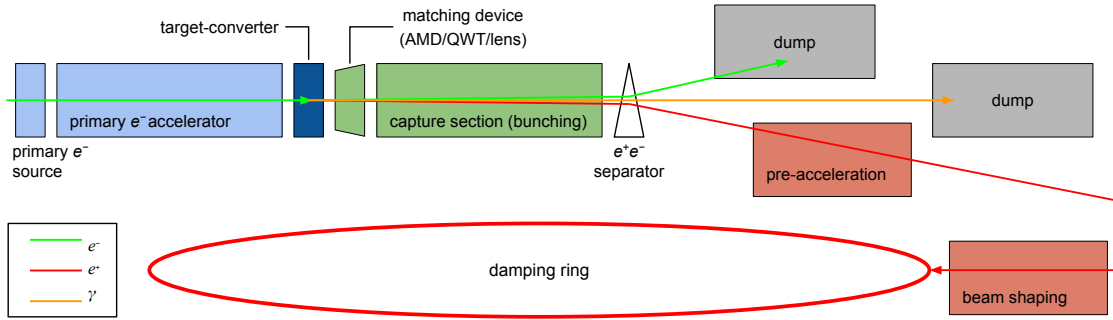 target-converter
matching device
(AMD/QWT/lens)
dump
primary e⁻ accelerator
capture section (bunching)
dump
primary e⁻
source
e⁺e⁻
separator
pre-acceleration
e⁻
e⁺
γ
damping ring
beam shaping